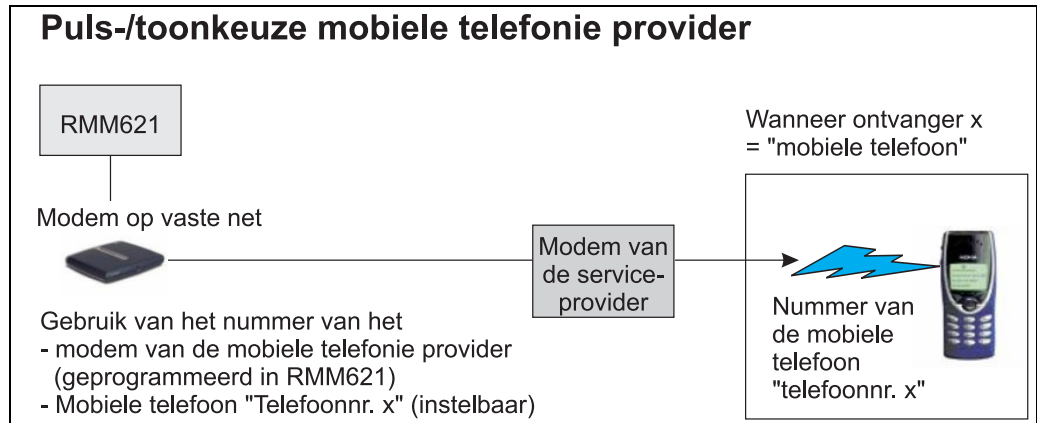 Puls-/toonkeuze mobiele telefonie provider
RMM621
Modem op vaste net
Gebruik van het nummer van het
- modem van de mobiele telefonie provider
(geprogrammeerd in RMM621)
- Mobiele telefoon "Telefoonnr. x" (instelbaar)
Modem van
de service-
provider
Wanneer ontvanger x
= "mobiele telefoon"
Nummer van
de mobiele
telefoon
"telefoonnr. x"
NOKIA